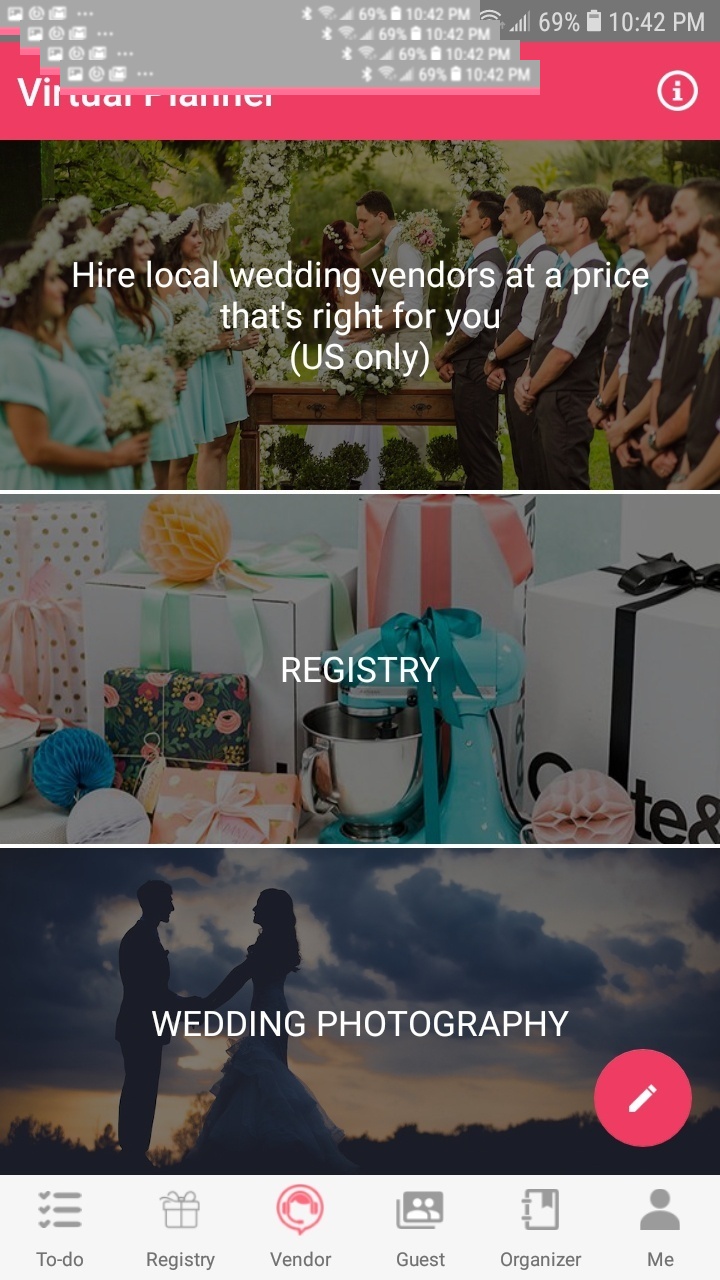 69% 10:42 PM
69% 10:42 PM
69% 10:42 PM
69% 10:42 PM
69% 10:42 PM
Virtual Planner
Hire local wedding vendors at a price
that's right for you
(US only)
REGISTRY
te&
WEDDING PHOTOGRAPHY
To-do Registry Vendor Guest Organizer Me